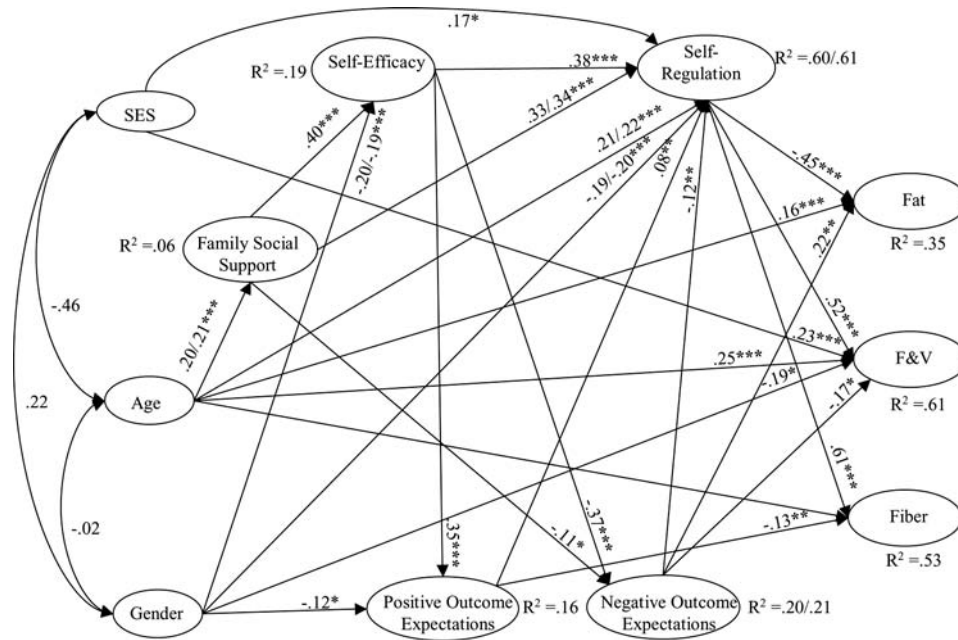 .17*
Self-Efficacy
R² =.19
Self-
Regulation
R² =.60/.61
.38***
.33/.34***
SES
.40***
-.20/-.19***
.21/.22***
-.19/-.20***
.08**
-.12**
-.45***
Fat
R² =.35
.16***
.22**
R² =.06
Family Social
Support
-.46
.20/.21***
.52***
.23***
F&V
R² =.61
.25***
-.19*
-.17*
.22
Age
.61***
-.02
.35***
-.11*
-.37***
-.13**
Fiber
R² =.53
Gender
-.12*
Positive Outcome
Expectations
R² =.16
Negative Outcome
Expectations
R² =.20/.21